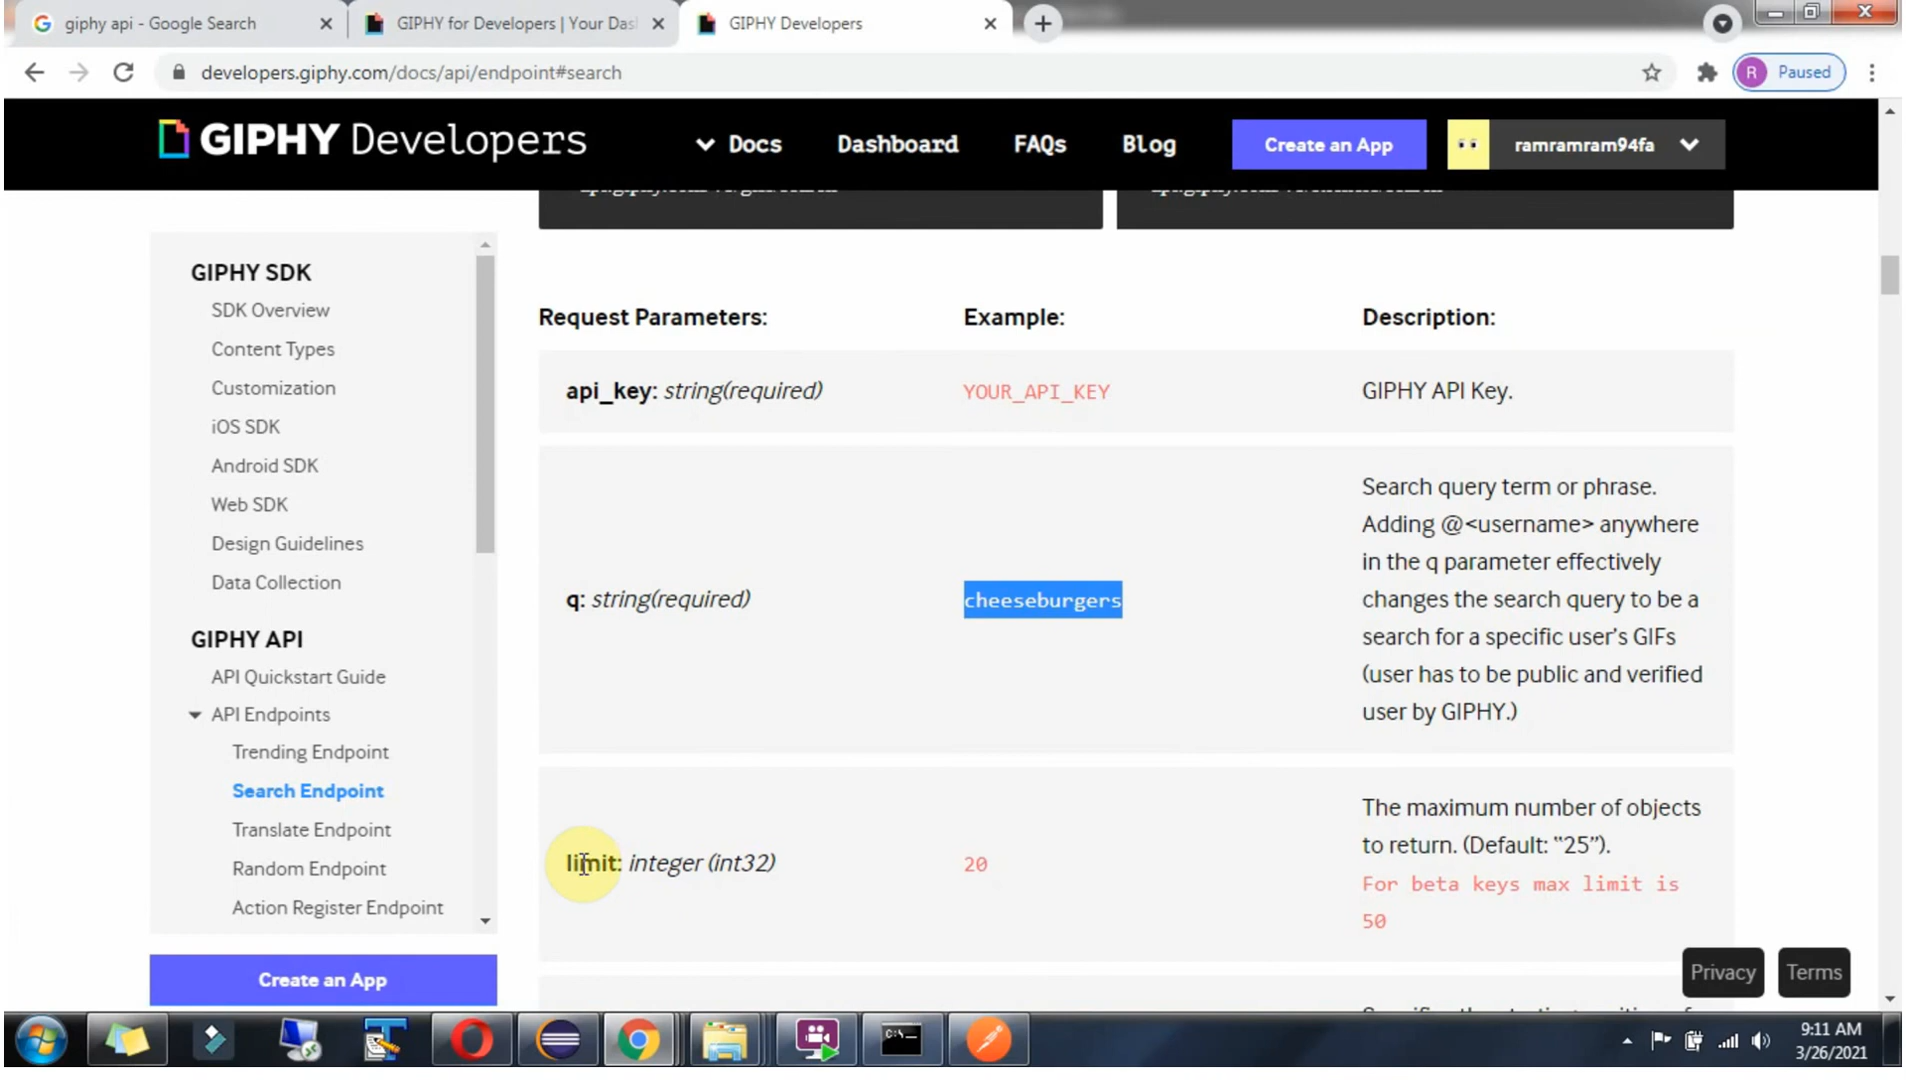 giphy api - Google Search
GIPHY for Developers | Your Das
GIPHY Developers
developers.giphy.com/docs/api/endpoint#search
R
Paused
GIPHY Developers
Docs
Dashboard
FAQs
Blog
Create an App
ramramram94fa
GIPHY SDK
SDK Overview
Content Types
Customization
iOS SDK
Android SDK
Web SDK
Design Guidelines
Data Collection
GIPHY API
API Quickstart Guide
API Endpoints
Trending Endpoint
Search Endpoint
Translate Endpoint
Random Endpoint
Action Register Endpoint
Create an App
Request Parameters:
Example:
Description:
api_key: string(required)
YOUR_API_KEY
GIPHY API Key.
q: string(required)
cheeseburgers
Search query term or phrase.
Adding @<username> anywhere
in the q parameter effectively
changes the search query to be a
search for a specific user’s GIFs
(user has to be public and verified
user by GIPHY.)
limit: integer (int32)
20
The maximum number of objects
to return. (Default: “25”).
For beta keys max limit is
50
Privacy
Terms
C:\.
9:11 AM
3/26/2021